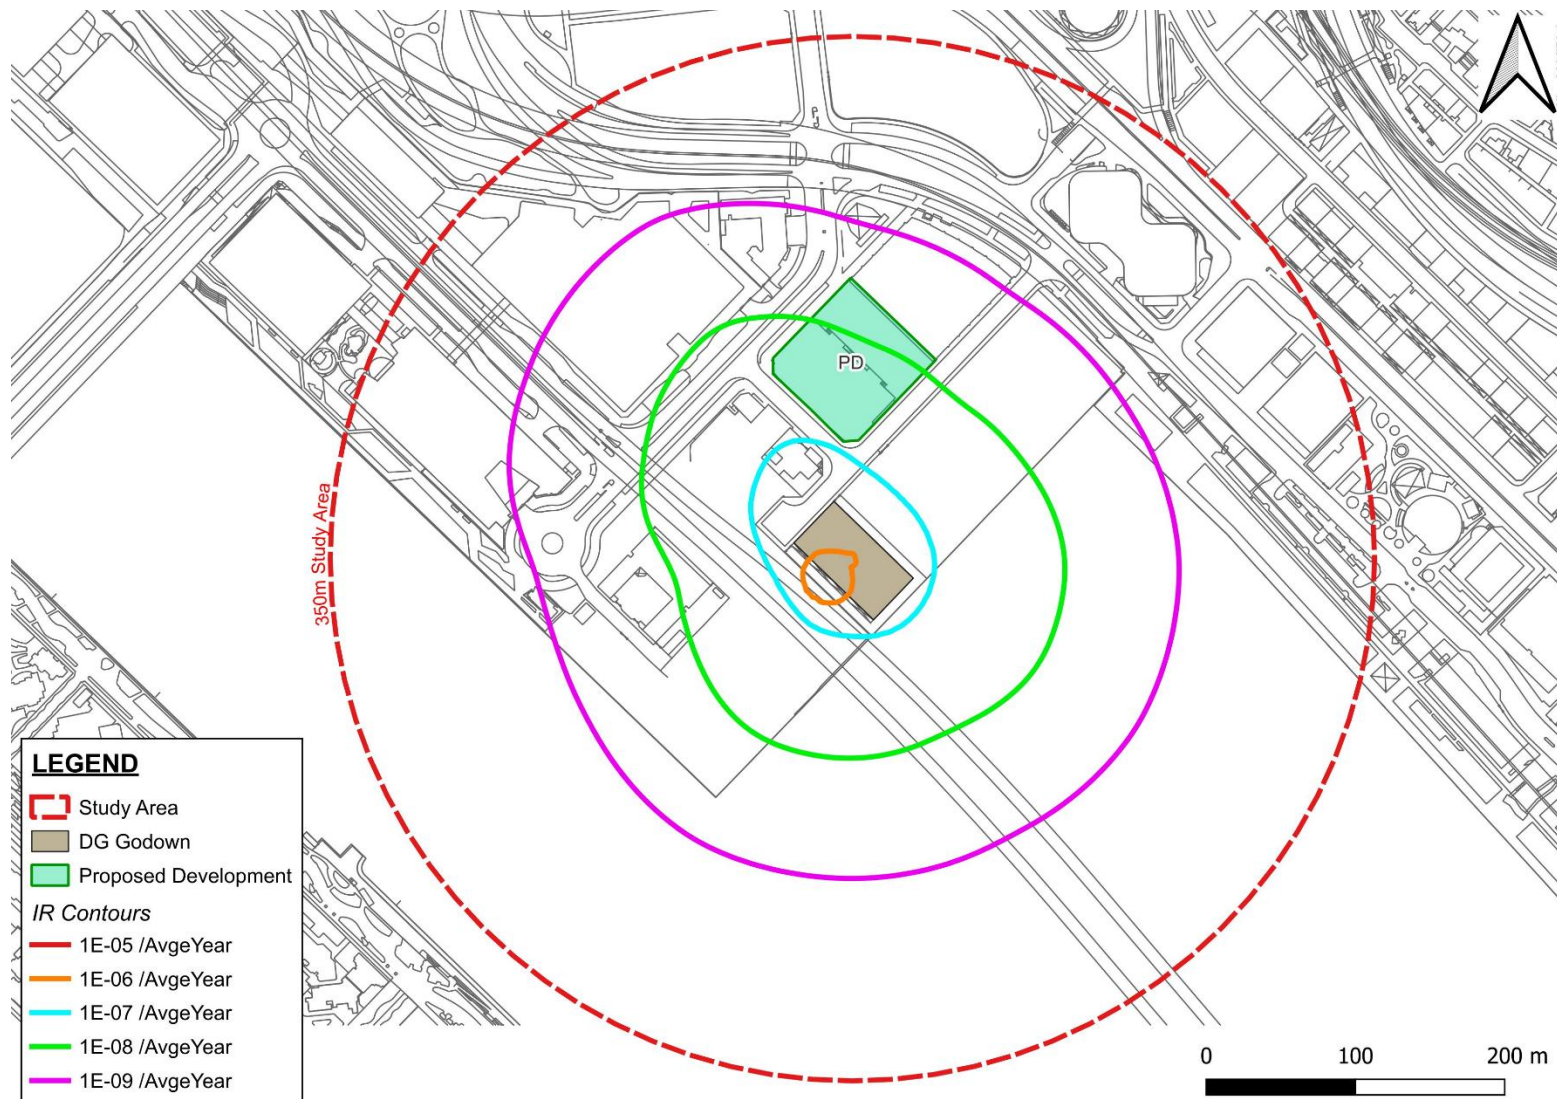 PD
350m Study Area
LEGEND
Study Area
DG Godown
Proposed Development
IR Contours
1E-05 /AvgeYear
1E-06 /AvgeYear
1E-07 /AvgeYear
1E-08 /AvgeYear
1E-09 /AvgeYear
0 100 200 m